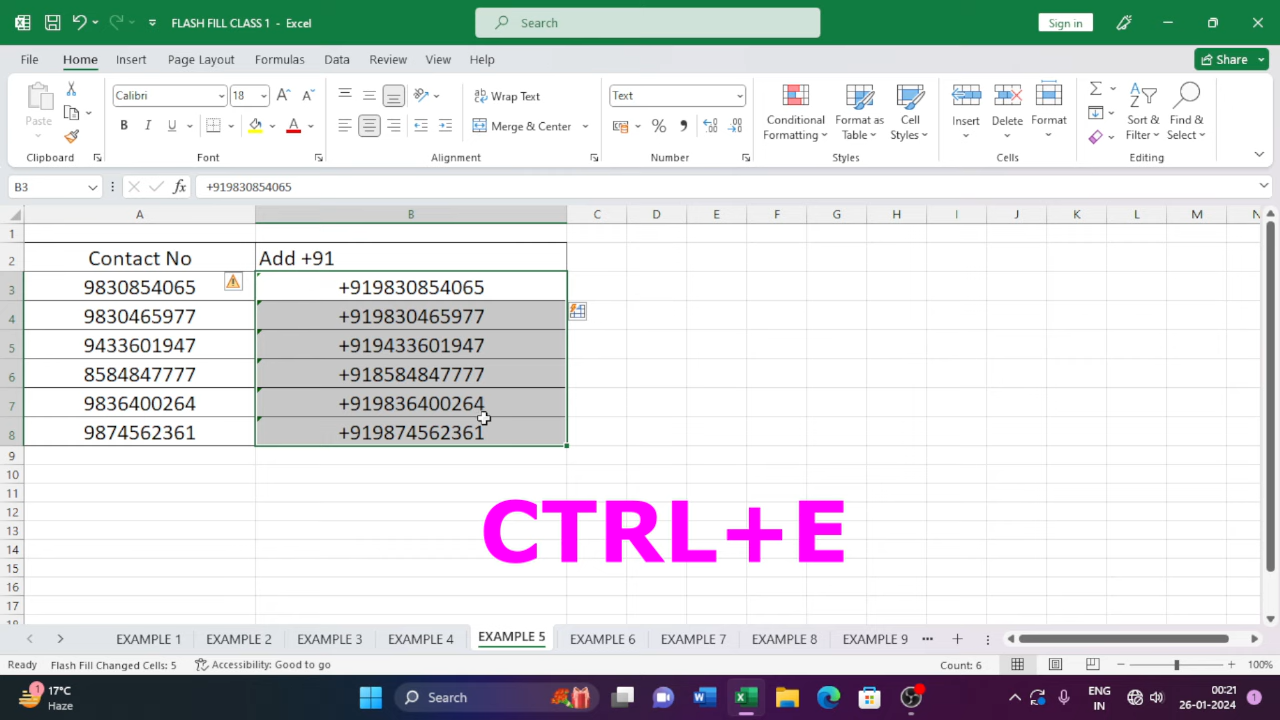 FLASH FILL CLASS 1 - Excel
Search
Sign in
File Home Insert Page Layout Formulas Data Review View Help
Share
Paste
Calibri 18
B I U
Wrap Text
Merge & Center
Text
Conditional Formatting
Format as Table
Cell Styles
Insert
Delete
Format
Sort & Filter
Find & Select
Clipboard Font Alignment Number Styles Cells Editing
B3 fx +919830854065
A B C D E F G H I J K L M N
1
2 Contact No Add +91
3 9830854065 +919830854065
4 9830465977 +919830465977
5 9433601947 +919433601947
6 8584847777 +918584847777
7 9836400264 +919836400264
8 9874562361 +919874562361
9
10
11
12
13
14
15
16
17
CTRL+E
EXAMPLE 1 EXAMPLE 2 EXAMPLE 3 EXAMPLE 4 EXAMPLE 5 EXAMPLE 6 EXAMPLE 7 EXAMPLE 8 EXAMPLE 9
Ready Flash Fill Changed Cells: 5 Accessibility: Good to go Count: 6 100%
1 17°C
Haze
Search
ENG
IN
00:21
26-01-2024
1